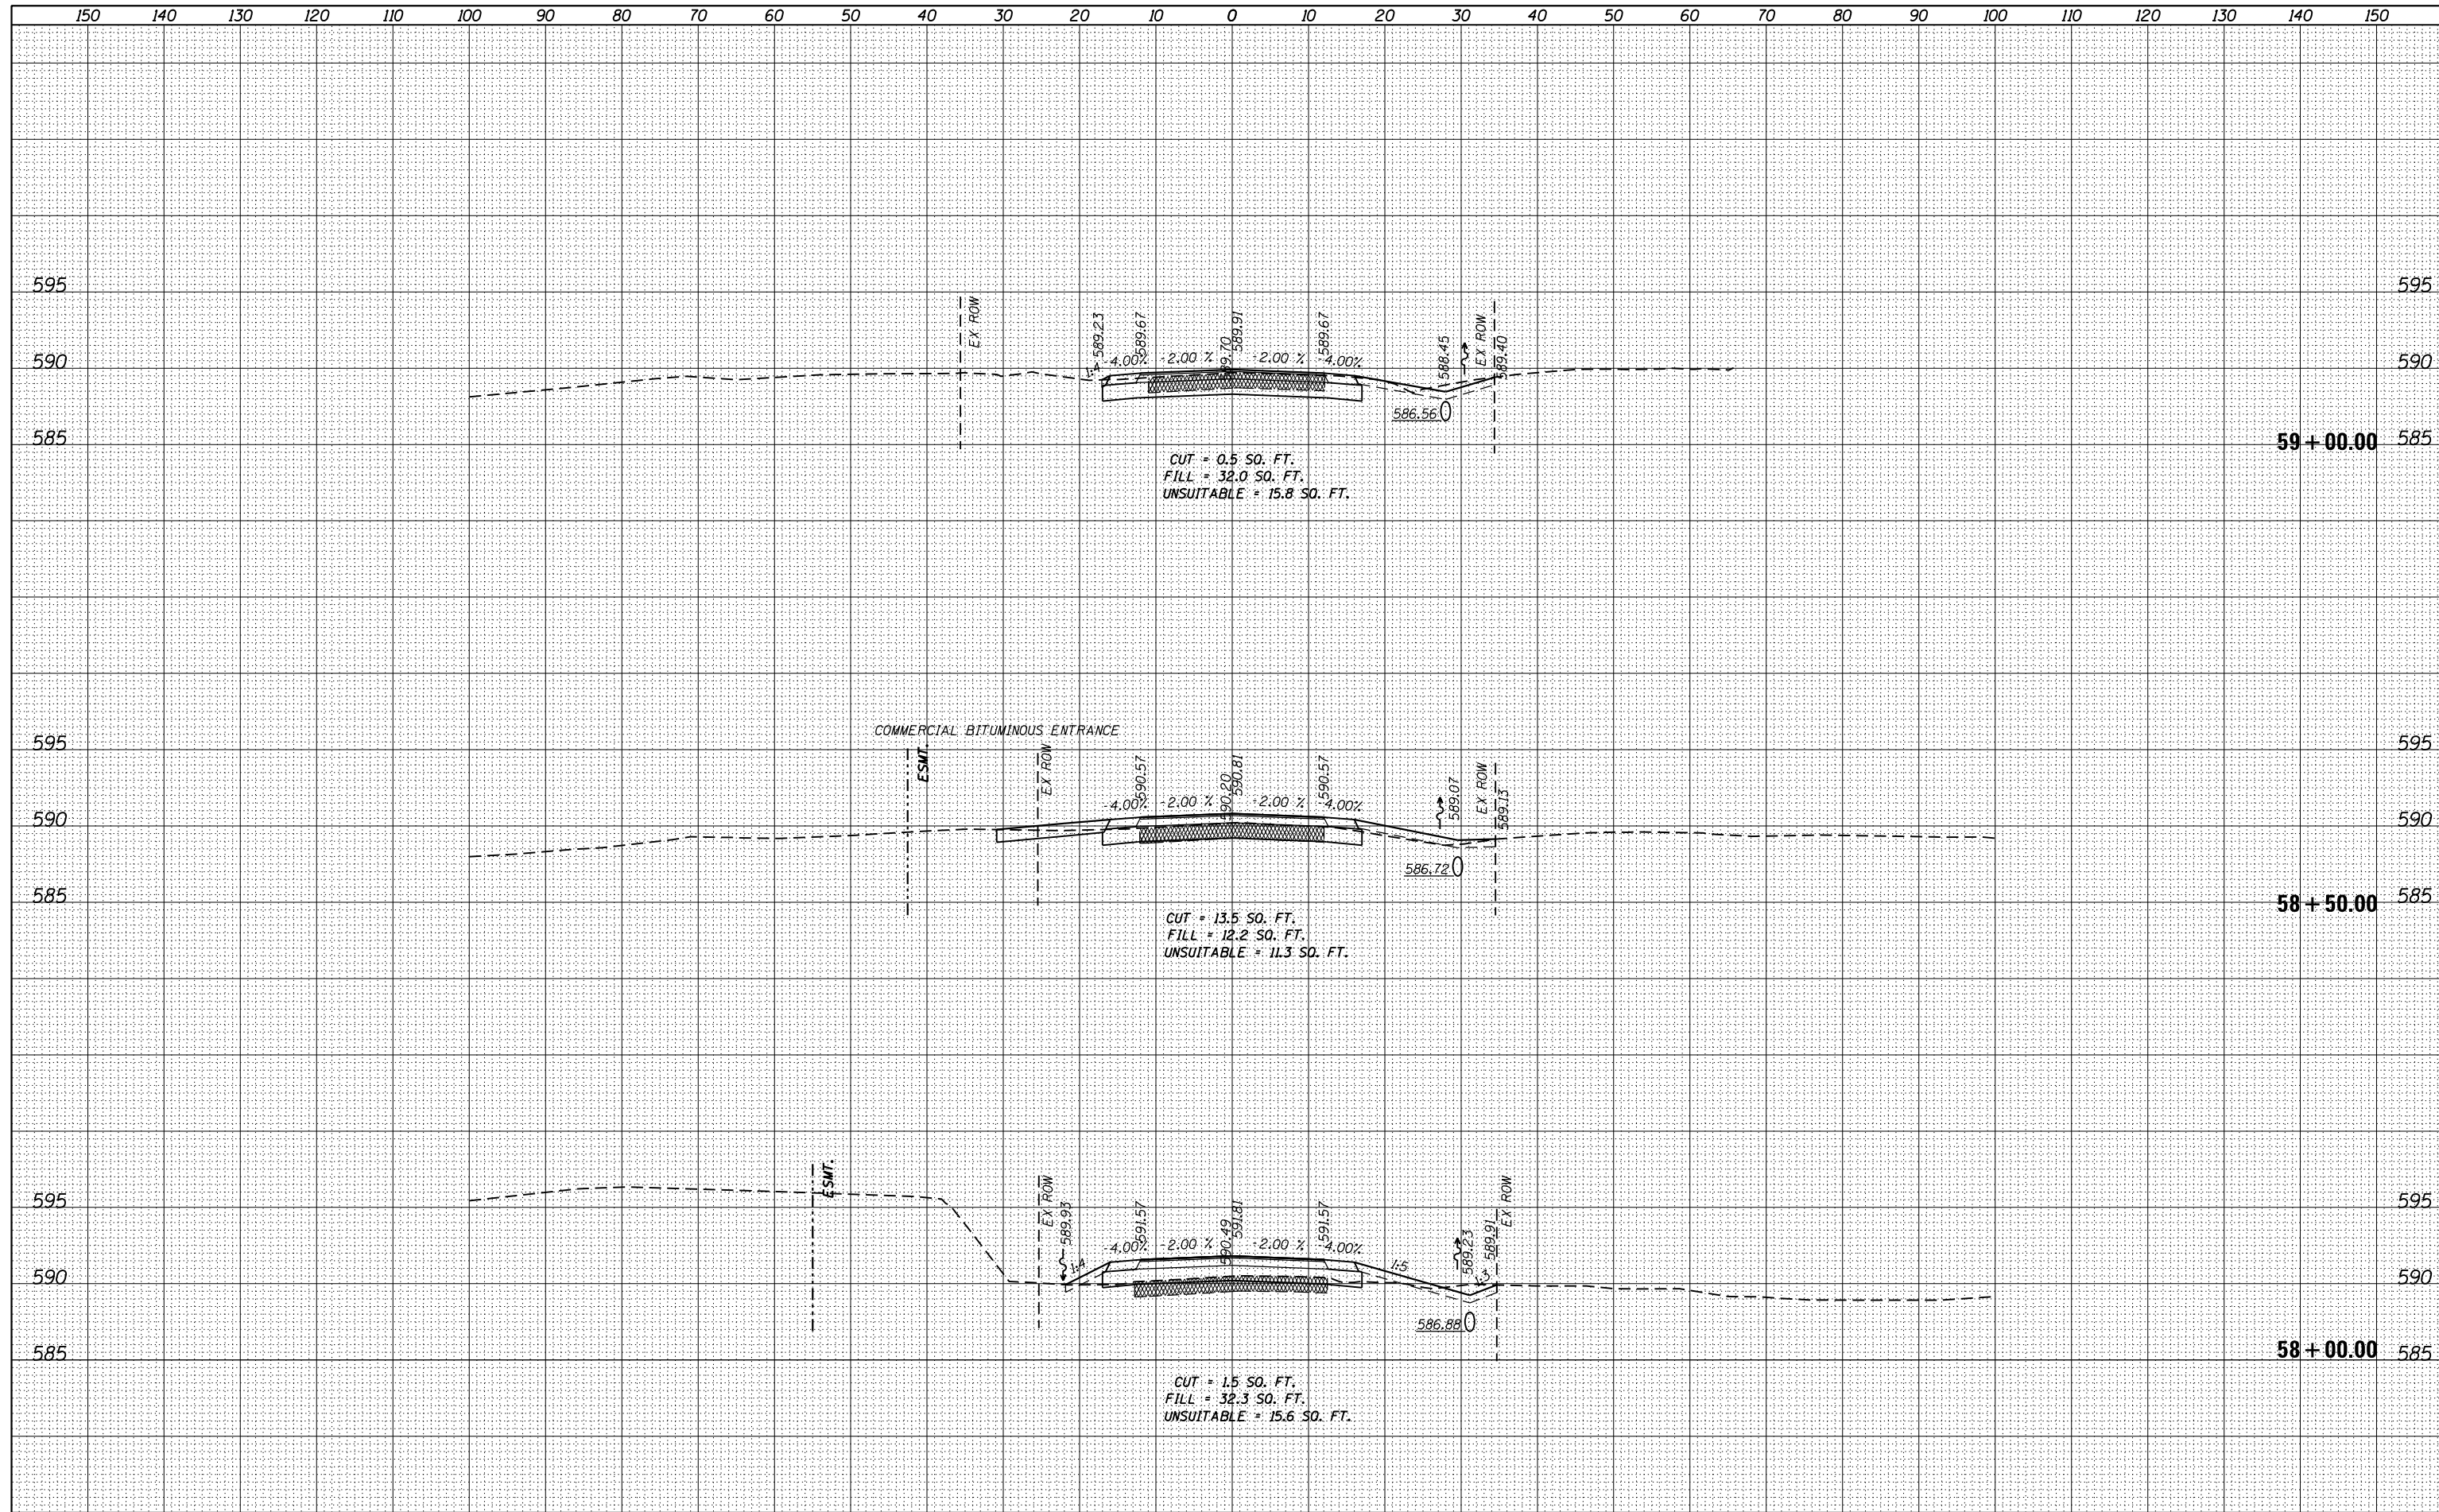 150 140 130 120 110 100 90 80 70 60 50 40 30 20 10 0 10 20 30 40 50 60 70 80 90 100 110 120 130 140 150
595 595
EX ROW
589.23
589.67
589.70
589.91
589.67
588.45
EX ROW
589.40
590 590
1:4 -4.00% -2.00 % -2.00 % -4.00%
586.56
585 59+00.00 585
CUT = 0.5 SQ. FT.
FILL = 32.0 SQ. FT.
UNSUITABLE = 15.8 SQ. FT.
COMMERCIAL BITUMINOUS ENTRANCE
595 595
ESMT.
EX ROW
590.57
590.20
590.81
590.57
589.07
EX ROW
589.13
-4.00% -2.00 % -2.00 % -4.00%
590 590
586.72
585 58+50.00 585
CUT = 13.5 SQ. FT.
FILL = 12.2 SQ. FT.
UNSUITABLE = 11.3 SQ. FT.
595 595
ESMT.
EX ROW
589.93
591.57
590.49
591.81
591.57
589.23
589.91
EX ROW
1:4 -4.00% -2.00 % -2.00 % -4.00% 1:5 1:3
590 590
586.88
585 58+00.00 585
CUT = 1.5 SQ. FT.
FILL = 32.3 SQ. FT.
UNSUITABLE = 15.6 SQ. FT.